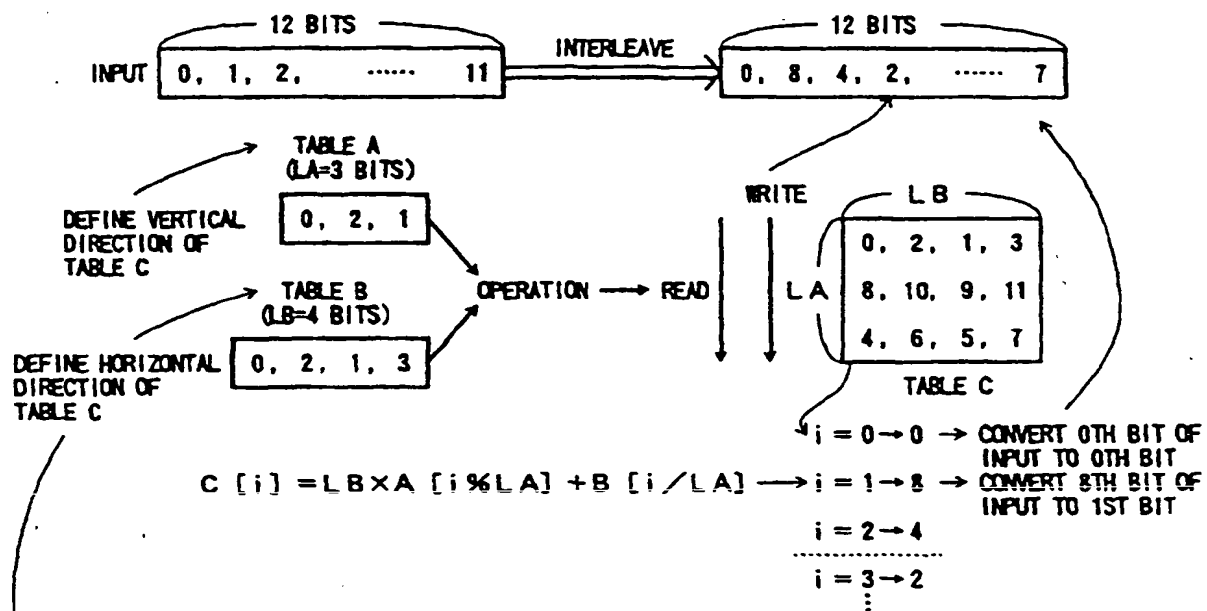 12 BITS
INTERLEAVE
12 BITS
INPUT
0, 1, 2, ...... 11
0, 8, 4, 2, ...... 7
TABLE A
(LA=3 BITS)
DEFINE VERTICAL
DIRECTION OF
TABLE C
0, 2, 1
TABLE B
(LB=4 BITS)
DEFINE HORIZONTAL
DIRECTION OF
TABLE C
0, 2, 1, 3
OPERATION → READ
WRITE
LB
LA
0, 2, 1, 3
8, 10, 9, 11
4, 6, 5, 7
TABLE C
i = 0 → 0 → CONVERT 0TH BIT OF
INPUT TO 0TH BIT
C [i] = LB×A [i%LA] +B [i/LA] → i = 1 → 8 → CONVERT 8TH BIT OF
INPUT TO 1ST BIT
i = 2 → 4
i = 3 → 2